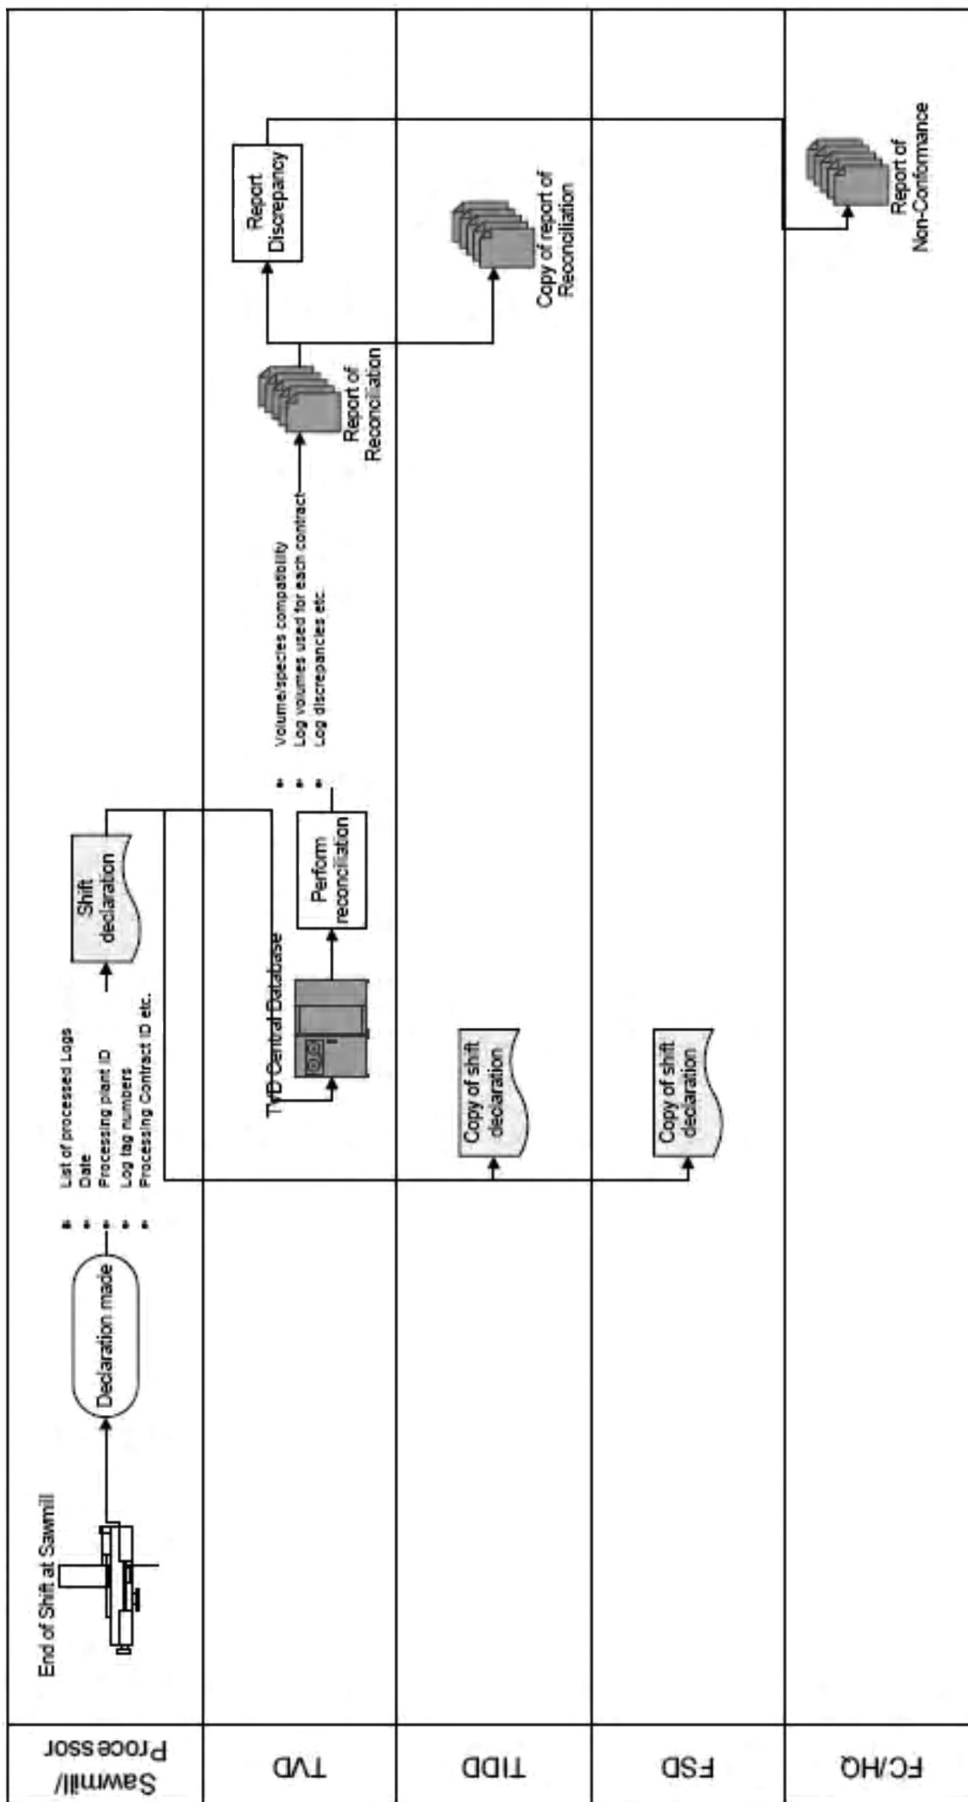 Sawmill/
Processor
End of Shift at Sawmill
Declaration made
List of processed Logs
Date
Processing plant ID
Log tag numbers
Processing Contract ID etc.
Shift
declaration
TVD
TVD Central Database
Perform
reconciliation
Volume/species compatibility
Log volumes used for each contract
Log discrepancies etc.
Report of
Reconciliation
Report
Discrepancy
TIDD
Copy of shift
declaration
Copy of report of
Reconciliation
FSD
Copy of shift
declaration
FC/HQ
Report of
Non-Conformance